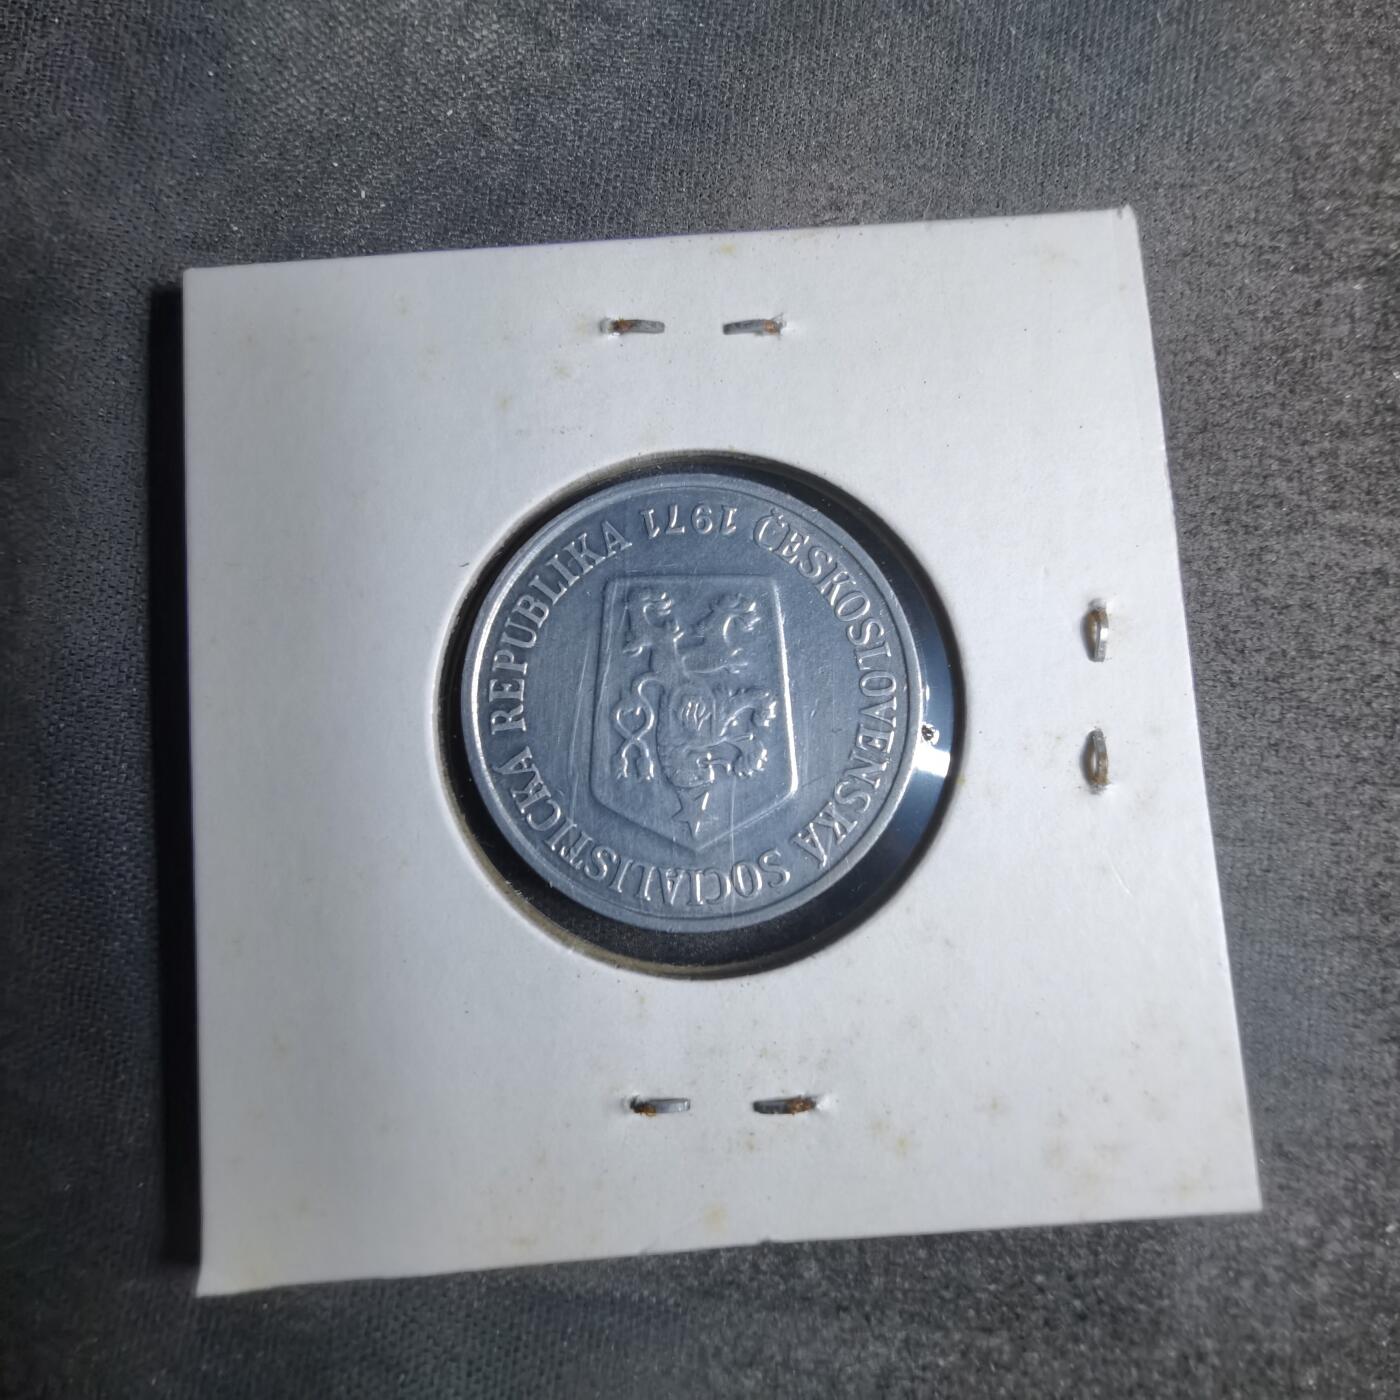 ČESKOSLOVENSKÁ SOCIALISTICKÁ REPUBLIKA
1971